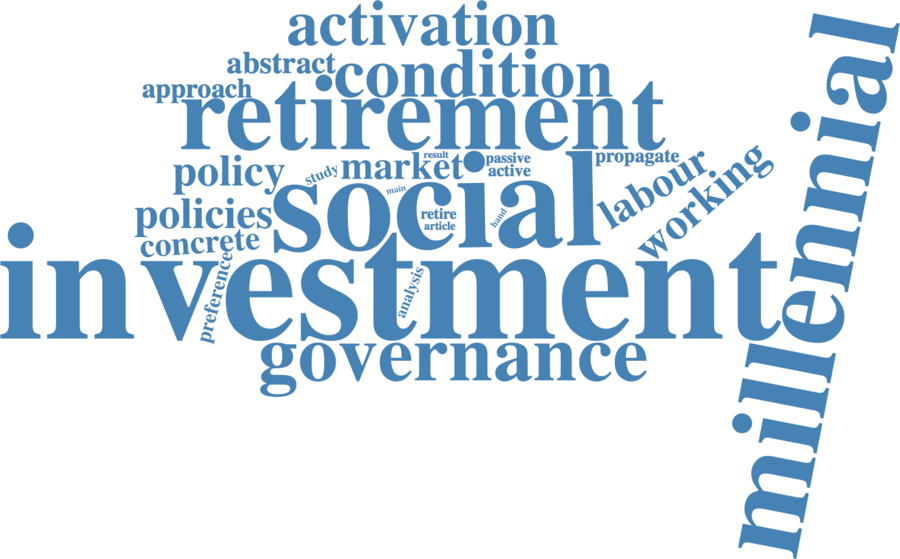 activation
abstract
condition
approach
retirement
millennial
policy
study
market
result
passive
active
propagate
labour
working
main
social
policies
retire
article
hand
concrete
investment
preference
analysis
governance